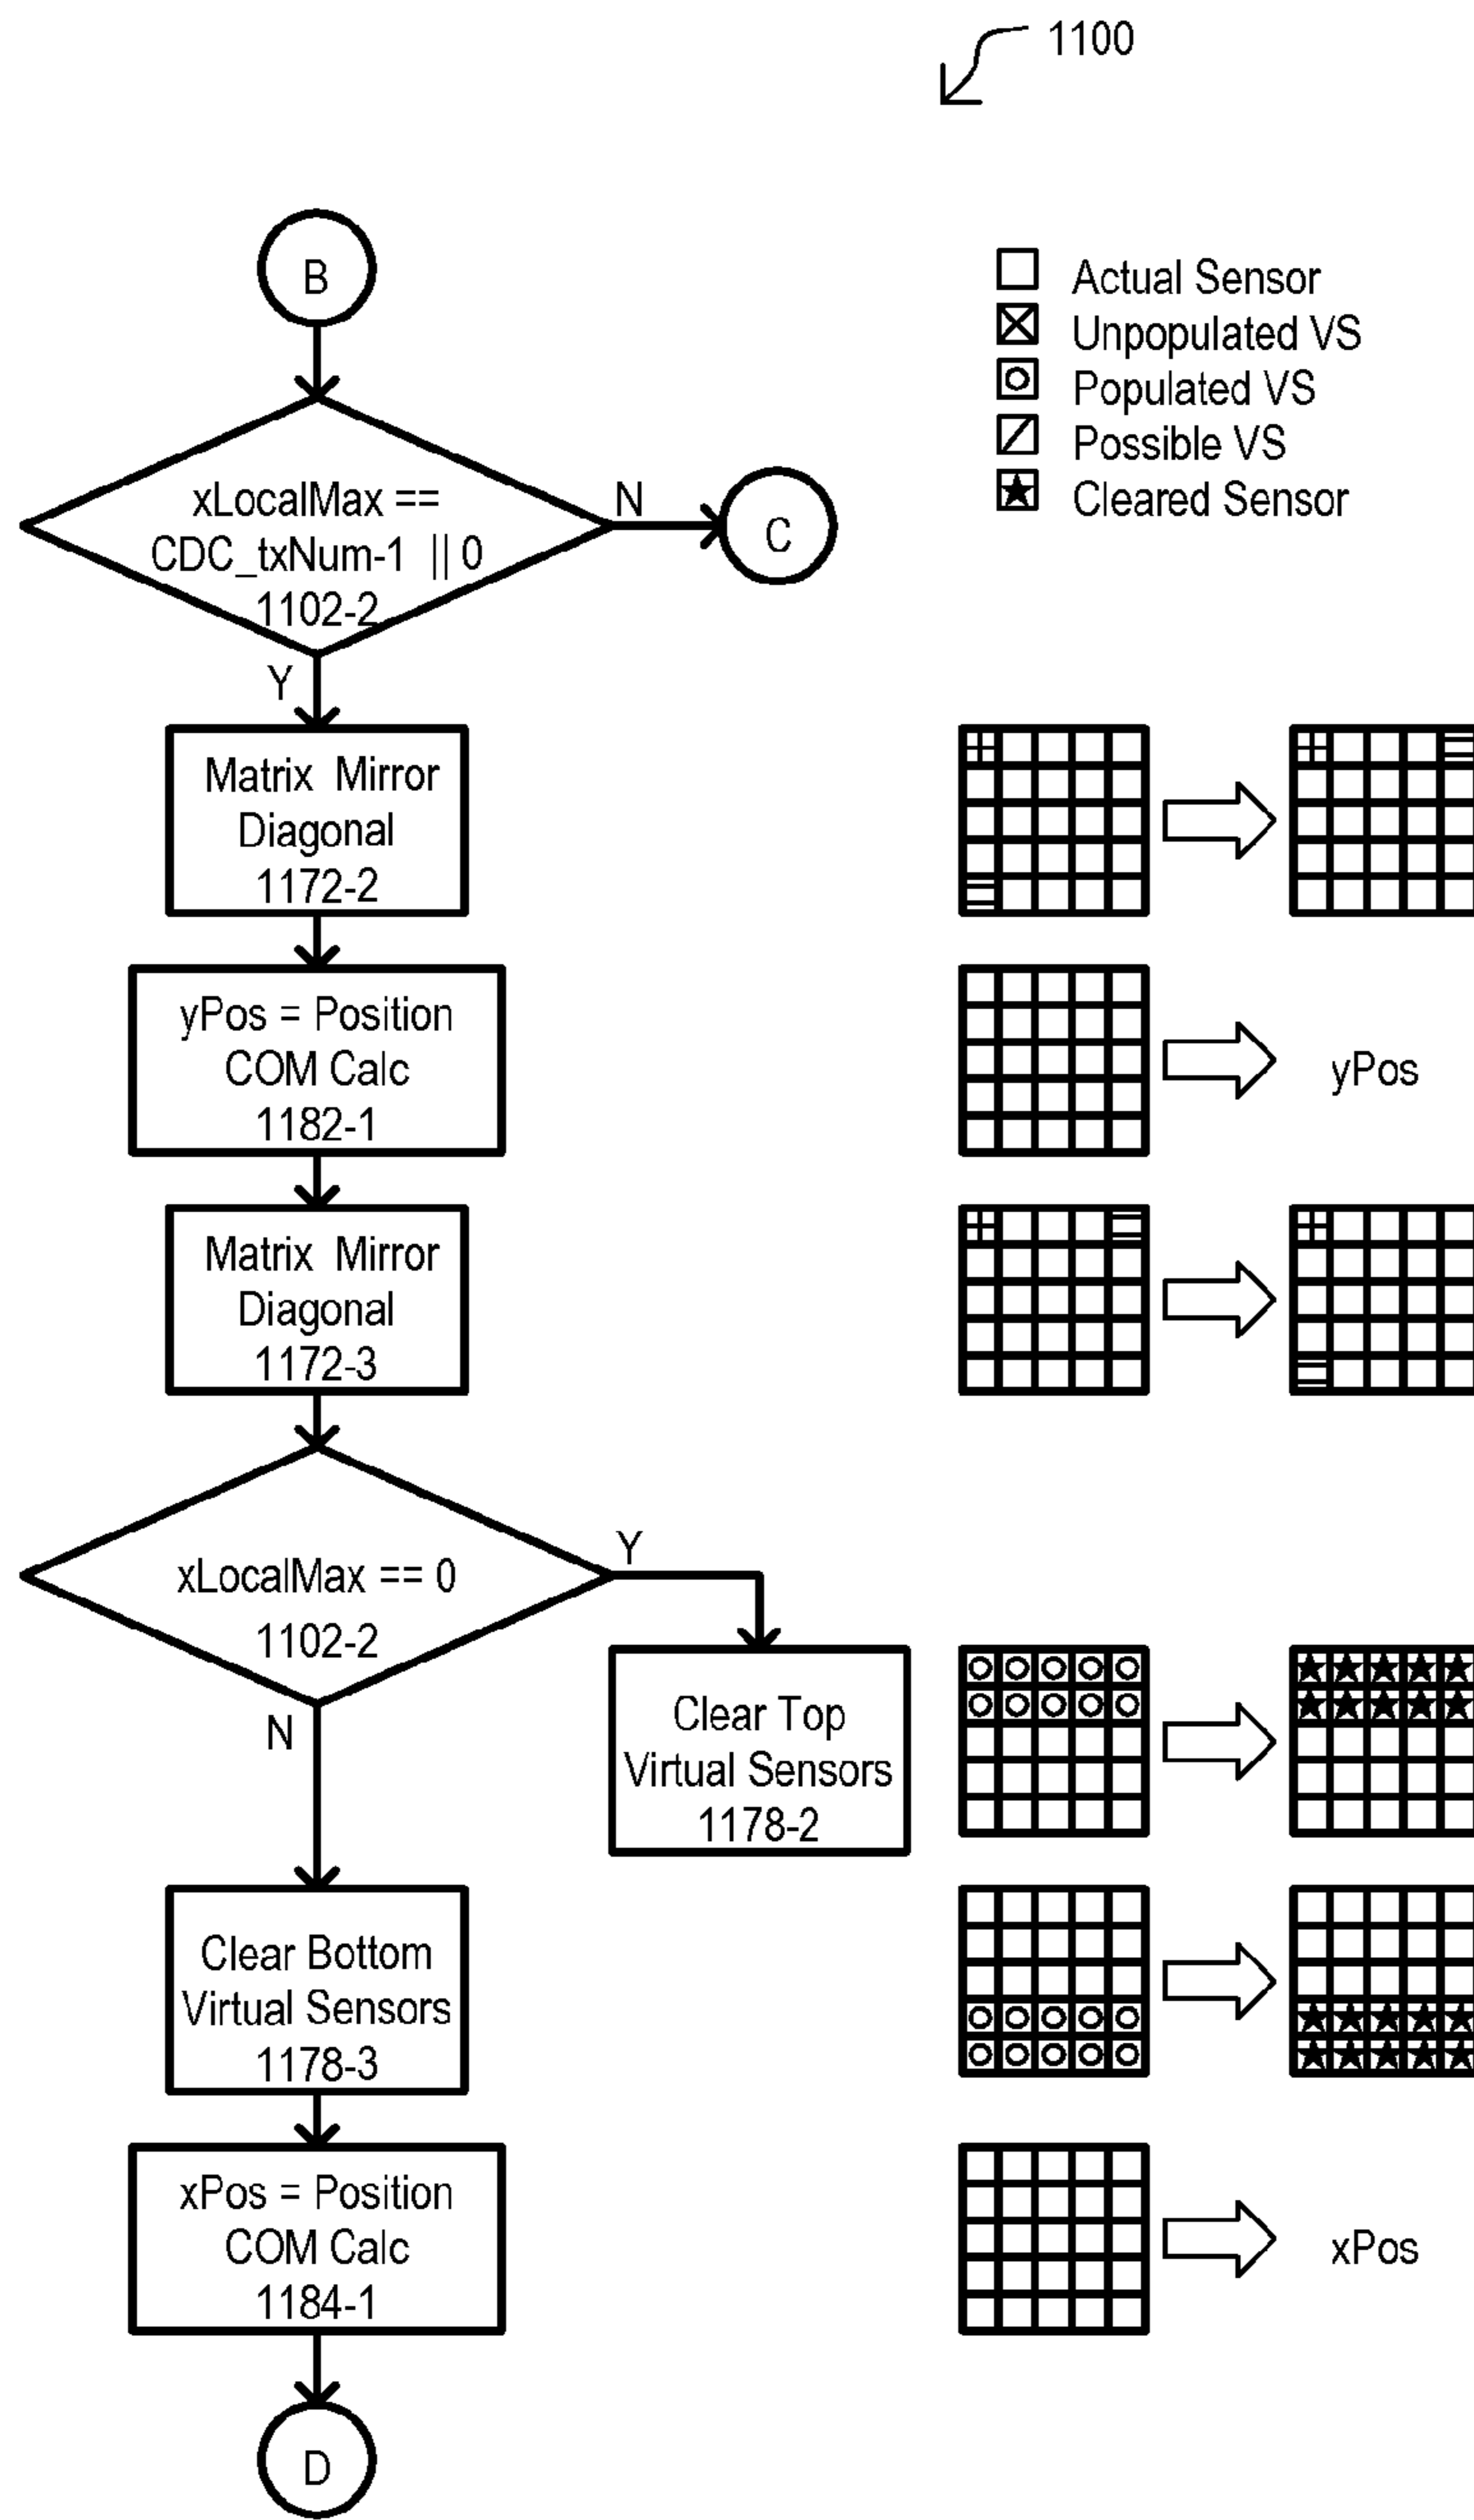 1100
B
Actual Sensor
Unpopulated VS
Populated VS
Possible VS
Cleared Sensor
xLocalMax ==
CDC_txNum-1 || 0
1102-2
N
C
Y
Matrix Mirror
Diagonal
1172-2
yPos = Position
COM Calc
1182-1
yPos
Matrix Mirror
Diagonal
1172-3
xLocalMax == 0
1102-2
Y
N
Clear Top
Virtual Sensors
1178-2
Clear Bottom
Virtual Sensors
1178-3
xPos = Position
COM Calc
1184-1
xPos
D